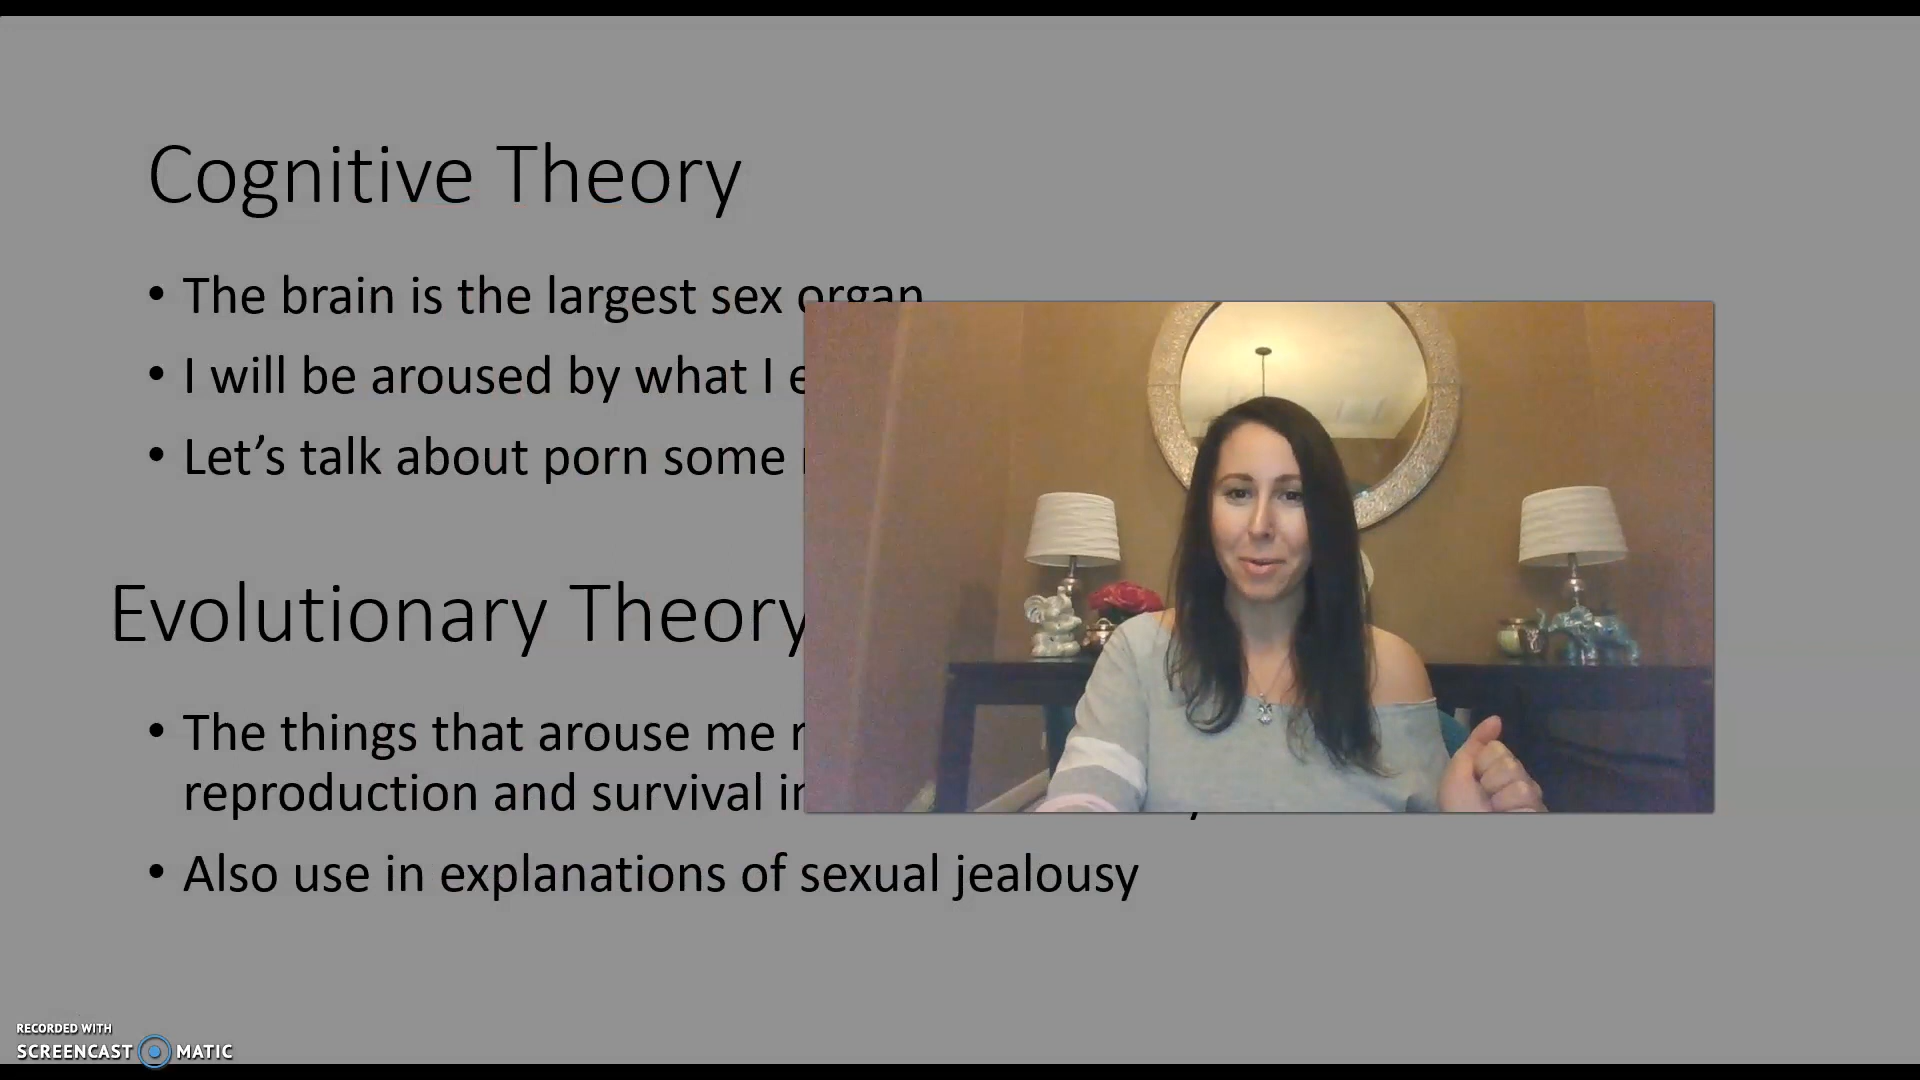 Cognitive Theory
• The brain is the largest sex organ
• I will be aroused by what I
• Let’s talk about porn some
Evolutionary Theory
• The things that arouse me
reproduction and survival
• Also use in explanations of sexual jealousy
RECORDED WITH
SCREENCAST MATIC